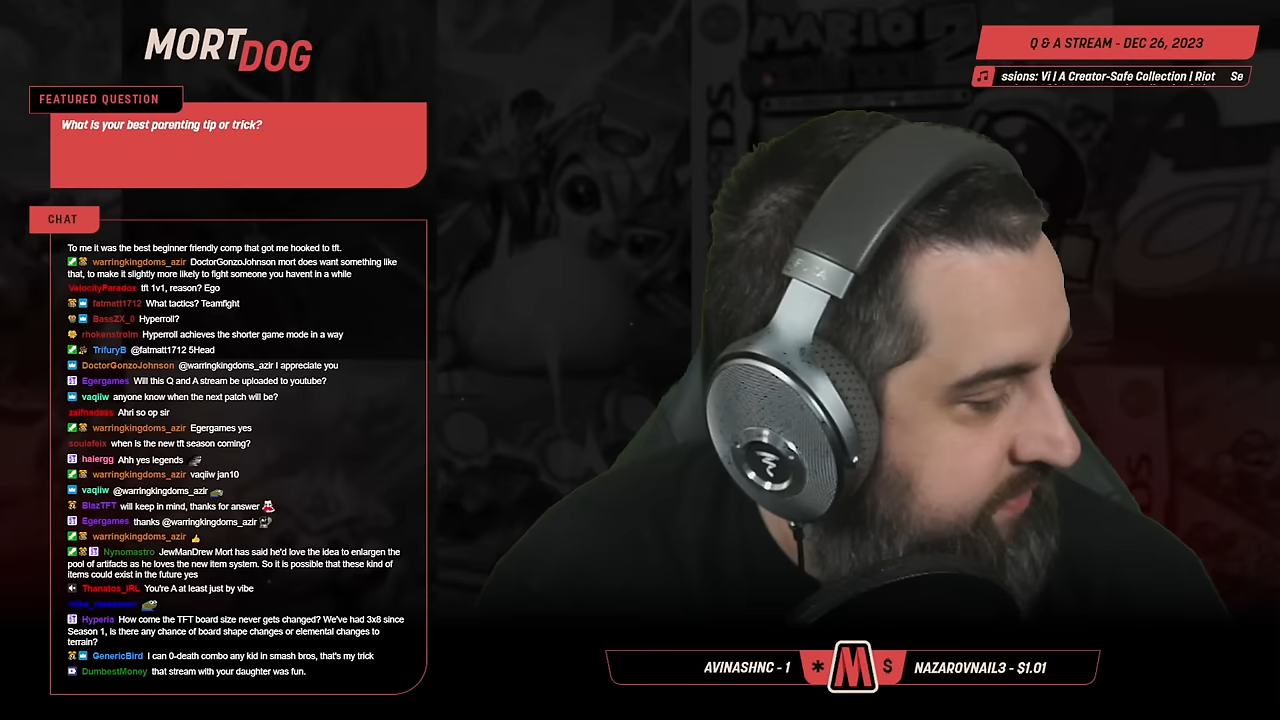 MORTDOG
Q & A STREAM - DEC 26, 2023
ssions: Vi | A Creator-Safe Collection | Riot Se
FEATURED QUESTION
What is your best parenting tip or trick?
CHAT
To me it was the best beginner friendly comp that got me hooked to tft.
warringkingdoms_azir DoctorGonzoJohnson mort does want something like
that, to make it slightly more likely to fight someone you havent in a while
VelocityParadox tft 1v1, reason? Ego
fatmatt1712 What tactics? Teamfight
BassZX_0 Hyperroll?
rhokenstrolm Hyperroll achieves the shorter game mode in a way
TrifuryB @fatmatt1712 5Head
DoctorGonzoJohnson @warringkingdoms_azir I appreciate you
Egergames Will this Q and A stream be uploaded to youtube?
vaqiiw anyone know when the next patch will be?
Ahri so op sir
warringkingdoms_azir Egergames yes
soulafeix when is the new tft season coming?
halergg Ahh yes legends
warringkingdoms_azir vaqiiw jan10
vaqiiw @warringkingdoms_azir
BlazTFT will keep in mind, thanks for answer
Egergames thanks @warringkingdoms_azir
warringkingdoms_azir
Nynomastro JewManDrew Mort has said he'd love the idea to enlargen the
pool of artifacts as he loves the new item system. So it is possible that these kind of
items could exist in the future yes
Thanatos_IRL You're A at least just by vibe
Hyperia How come the TFT board size never gets changed? We've had 3x8 since
Season 1, is there any chance of board shape changes or elemental changes to
terrain?
GenericBird I can 0-death combo any kid in smash bros, that's my trick
DumbestMoney that stream with your daughter was fun.
AVINASHNC - 1 * M $ NAZAROVNAIL3 - $1.01